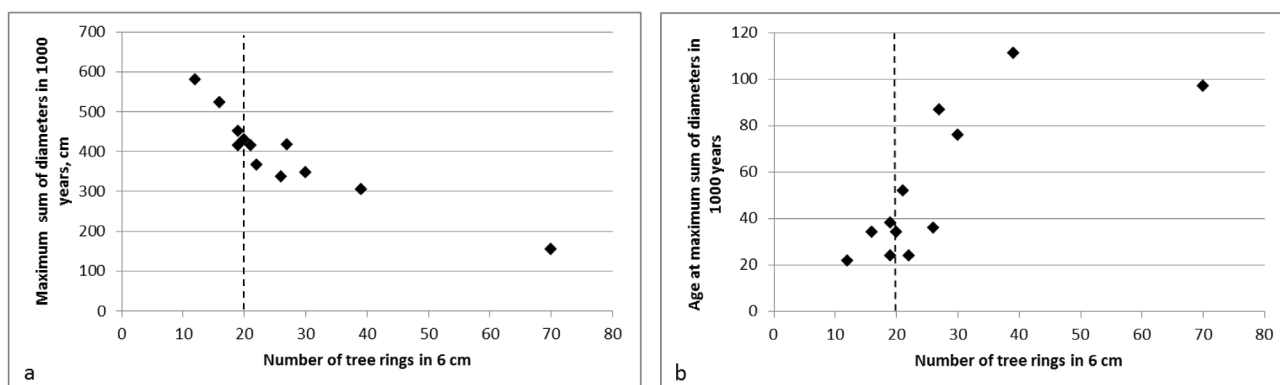 700
600
500
400
300
200
100
0
Maximum sum of diameters in 1000
years, cm
0 10 20 30 40 50 60 70 80
Number of tree rings in 6 cm
a
120
100
80
60
40
20
0
Age at maximum sum of diameters in
1000 years
0 10 20 30 40 50 60 70 80
Number of tree rings in 6 cm
b